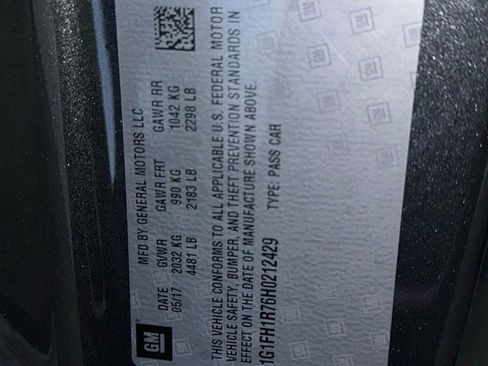 GM
MFD BY GENERAL MOTORS LLC
DATE GVWR GAWR FRT GAWR RR
05/17 2032 KG 990 KG 1042 KG
4481 LB 2183 LB 2298 LB
THIS VEHICLE CONFORMS TO ALL APPLICABLE U.S. FEDERAL MOTOR
VEHICLE SAFETY, BUMPER, AND THEFT PREVENTION STANDARDS IN
EFFECT ON THE DATE OF MANUFACTURE SHOWN ABOVE.
1G1FH1R76H0212429 TYPE: PASS CAR